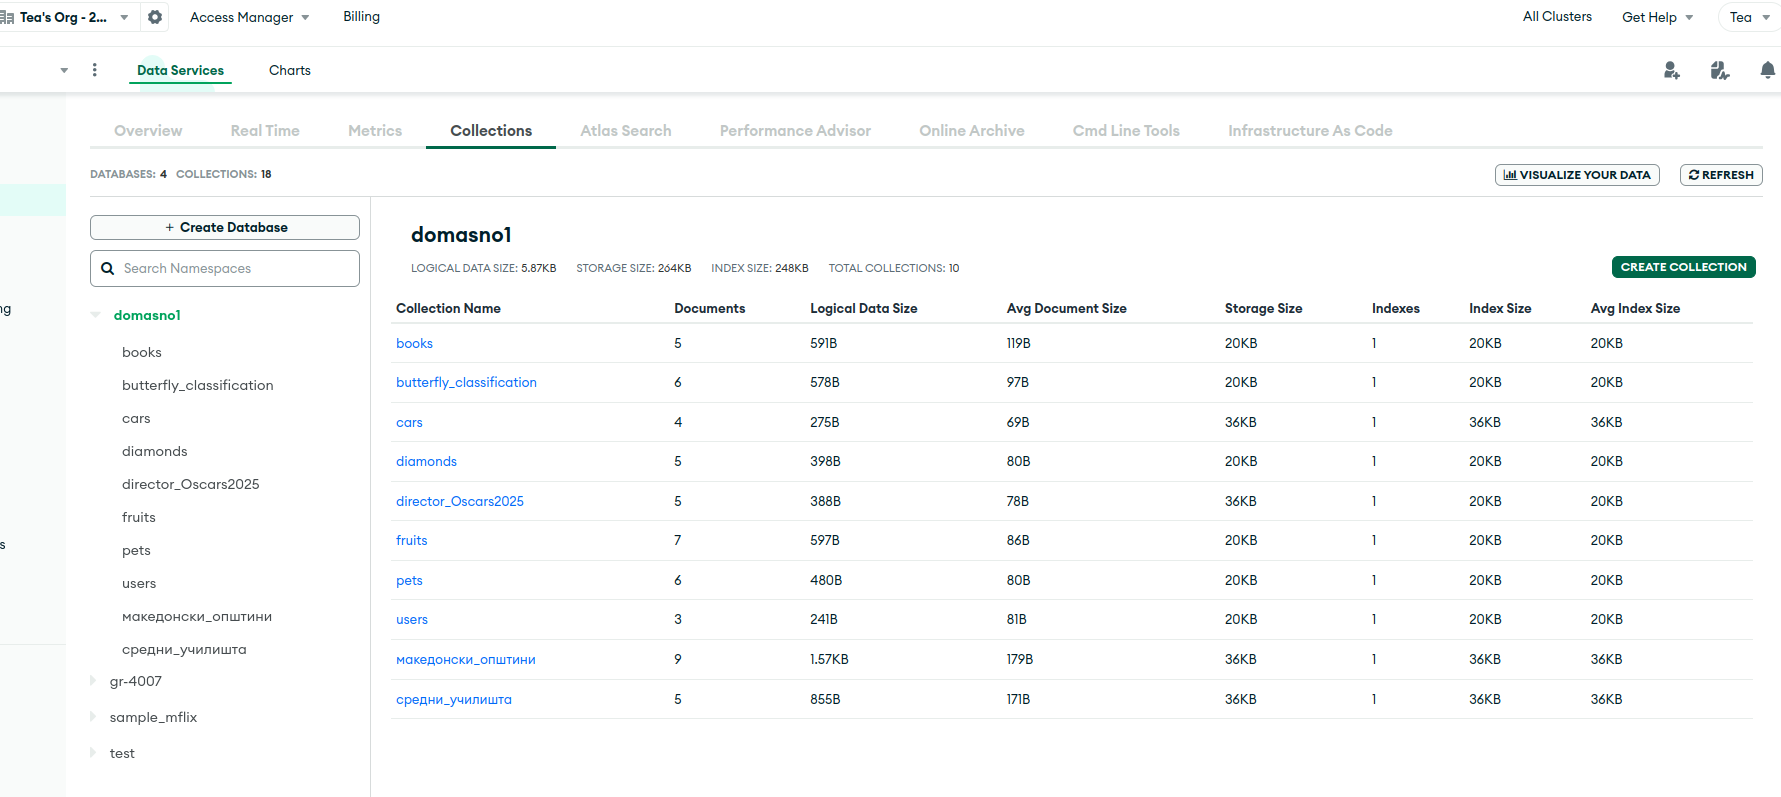 Tea's Org - 2...
Access Manager
Billing
All Clusters
Get Help
Tea
Data Services
Charts
Overview
Real Time
Metrics
Collections
Atlas Search
Performance Advisor
Online Archive
Cmd Line Tools
Infrastructure As Code
DATABASES: 4 COLLECTIONS: 18
VISUALIZE YOUR DATA
REFRESH
+ Create Database
Search Namespaces
domasno1
books
butterfly_classification
cars
diamonds
director_Oscars2025
fruits
pets
users
македонски_општини
средни_училишта
gr-4007
sample_mflix
test
ng
s
domasno1
LOGICAL DATA SIZE: 5.87KB STORAGE SIZE: 264KB INDEX SIZE: 248KB TOTAL COLLECTIONS: 10
CREATE COLLECTION
Collection Name Documents Logical Data Size Avg Document Size Storage Size Indexes Index Size Avg Index Size
books 5 591B 119B 20KB 1 20KB 20KB
butterfly_classification 6 578B 97B 20KB 1 20KB 20KB
cars 4 275B 69B 36KB 1 36KB 36KB
diamonds 5 398B 80B 20KB 1 20KB 20KB
director_Oscars2025 5 388B 78B 36KB 1 20KB 20KB
fruits 7 597B 86B 20KB 1 20KB 20KB
pets 6 480B 80B 20KB 1 20KB 20KB
users 3 241B 81B 20KB 1 20KB 20KB
македонски_општини 9 1.57KB 179B 36KB 1 36KB 36KB
средни_училишта 5 855B 171B 36KB 1 36KB 36KB